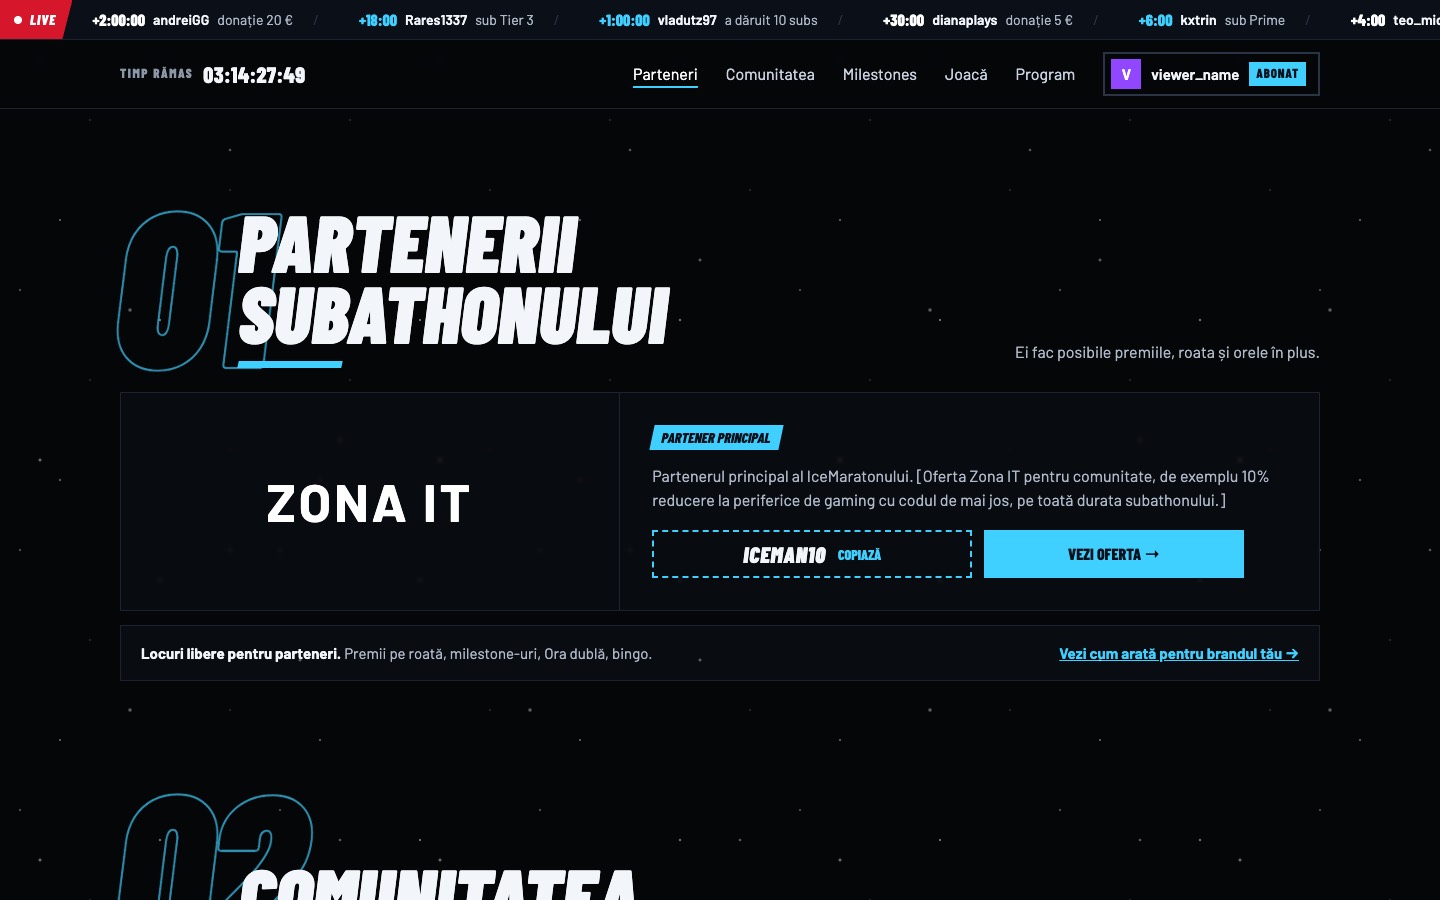 LIVE +2:00:00 andreiGG donație 20 € / +18:00 Rares1337 sub Tier 3 / +1:00:00 vladutz97 a dăruit 10 subs / +30:00 dianaplays donație 5 € / +6:00 kxtrin sub Prime / +4:00
TIMP RĂMAS 03:14:27:49 Parteneri Comunitatea Milestones Joacă Program V viewer_name ABONAT
01 PARTENERII
SUBATHONULUI
Ei fac posibile premiile, roata și orele în plus.
ZONA IT
PARTENER PRINCIPAL
Partenerul principal al IceMaratonului. [Oferta Zona IT pentru comunitate, de exemplu 10%
reducere la periferice de gaming cu codul de mai jos, pe toată durata subathonului.]
ICEMAN10 COPIAZĂ VEZI OFERTA →
Locuri libere pentru parteneri. Premii pe roată, milestone-uri, Ora dublă, bingo. Vezi cum arată pentru brandul tău →
02 COMUNITATEA